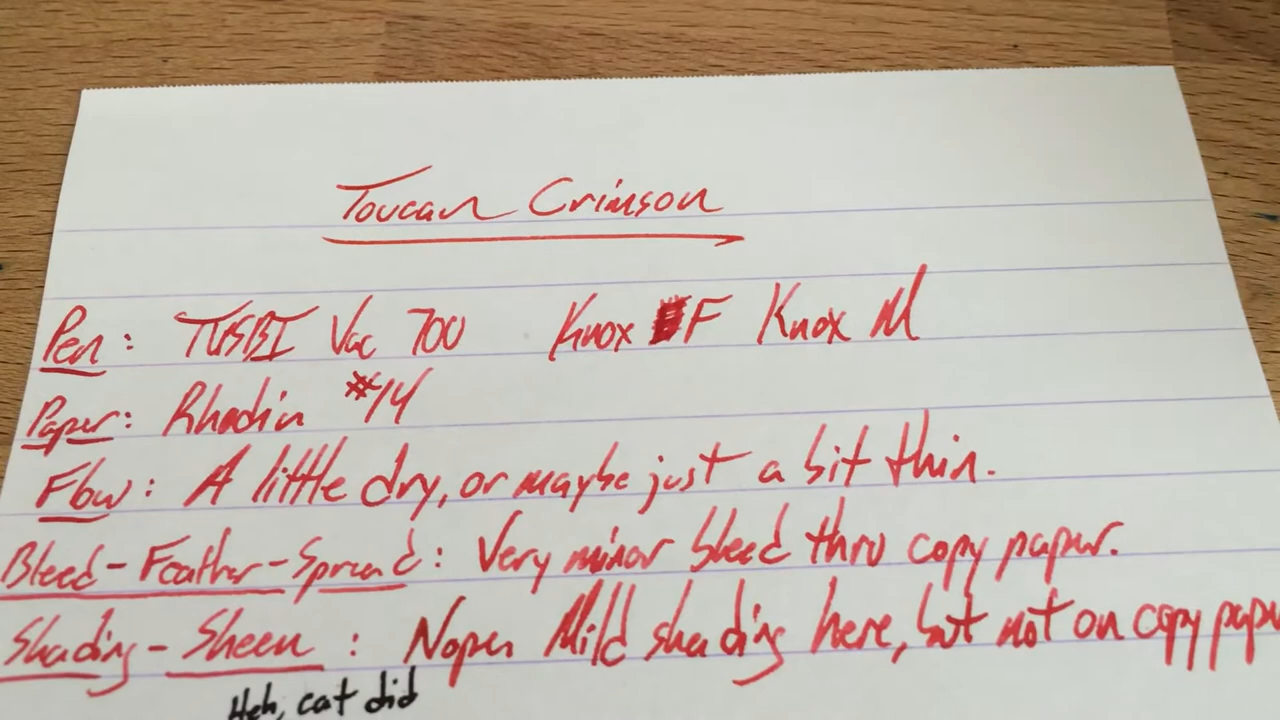 Toucan Crimson
Pen: TWSBI Vac 700 Knox F Knox M
Paper: Rhodia #14
Flow: A little dry, or maybe just a bit thin.
Bleed-Feather-Spread: Very minor bleed thru copy paper.
Shading-Sheen: Nope. Mild shading here, but not on copy pape
Heh, cat did